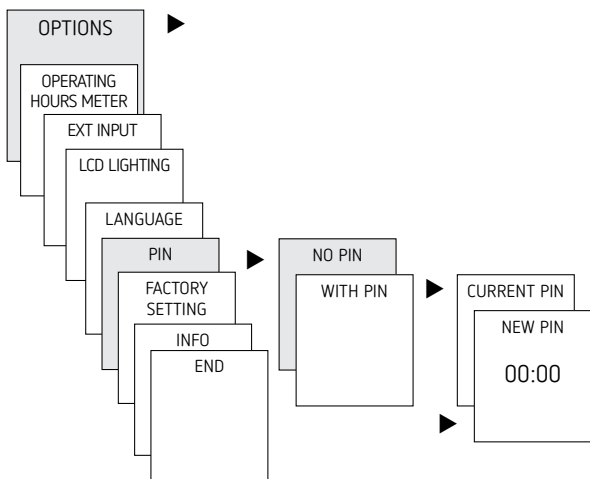 OPTIONS
OPERATING
HOURS METER
EXT INPUT
LCD LIGHTING
LANGUAGE
PIN
FACTORY
SETTING
INFO
END
NO PIN
WITH PIN
CURRENT PIN
NEW PIN
00:00